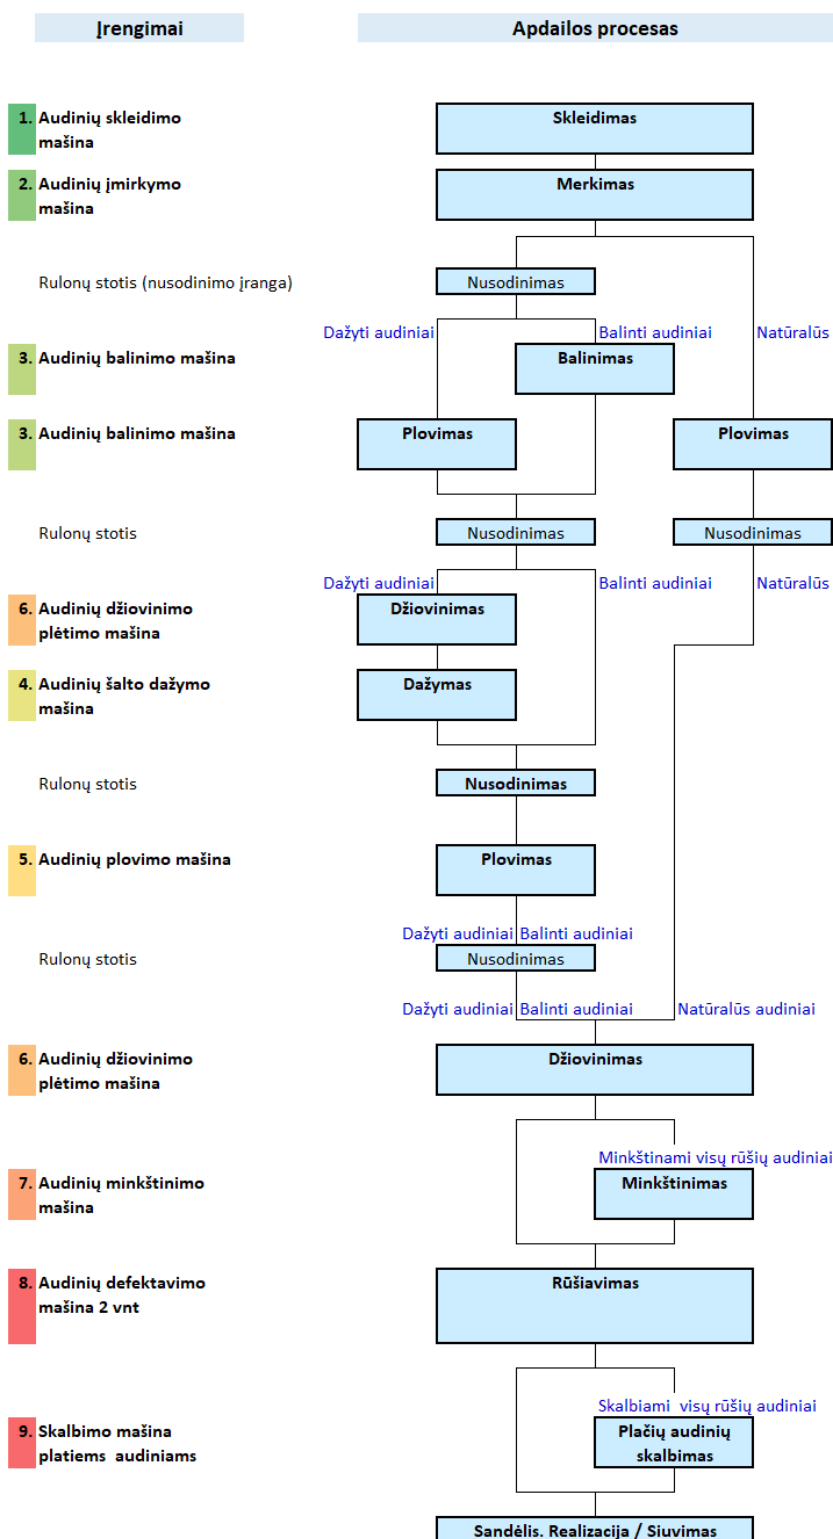 Įrengimai
Apdailos procesas
1. Audinių skleidimo
mašina
Skleidimas
2. Audinių įmirkymo
mašina
Merkimas
Rulonų stotis (nusodinimo įranga)
Nusodinimas
Dažyti audiniai
Balinti audiniai
Natūralūs
3. Audinių balinimo mašina
Balinimas
3. Audinių balinimo mašina
Plovimas
Plovimas
Rulonų stotis
Nusodinimas
Nusodinimas
Dažyti audiniai
Balinti audiniai
Natūralūs
6. Audinių džiovinimo
plėtimo mašina
Džiovinimas
4. Audinių šalto dažymo
mašina
Dažymas
Rulonų stotis
Nusodinimas
5. Audinių plovimo mašina
Plovimas
Dažyti audiniai Balinti audiniai
Rulonų stotis
Nusodinimas
Dažyti audiniai Balinti audiniai
Natūralūs audiniai
6. Audinių džiovinimo
plėtimo mašina
Džiovinimas
Minkštinami visų rūšių audiniai
7. Audinių minkštinimo
mašina
Minkštinimas
8. Audinių defektavimo
mašina 2 vnt
Rūšiavimas
Skalbiami  visų rūšių audiniai
9. Skalbimo mašina
platiems  audiniams
Plačių audinių
skalbimas
Sandėlis. Realizacija / Siuvimas